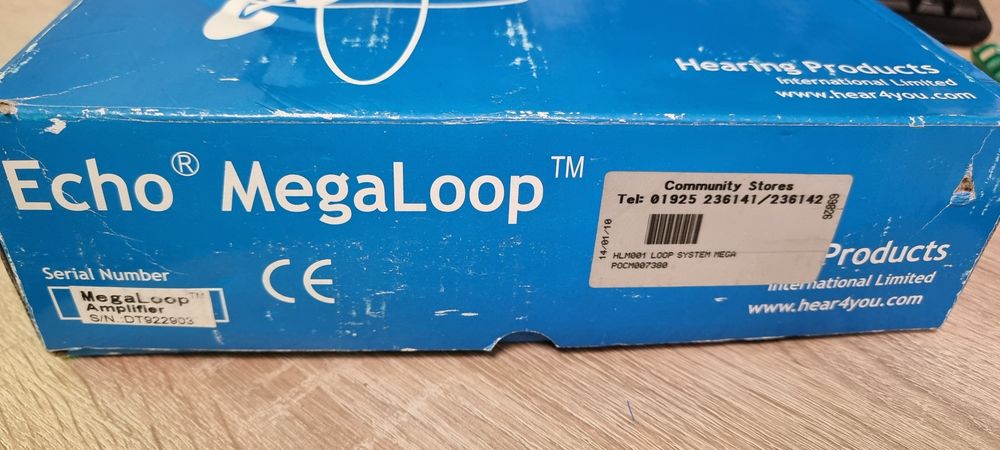 Hearing Products
International Limited
www.hear4you.com
Echo® MegaLoop™
Community Stores
Tel: 01925 236141/236142
69826
14/01/10
HLM001 LOOP SYSTEM MEGA
POCM007380
Products
International Limited
www.hear4you.com
Serial Number
MegaLoop™
Amplifier
S/N.:DT922903
CE